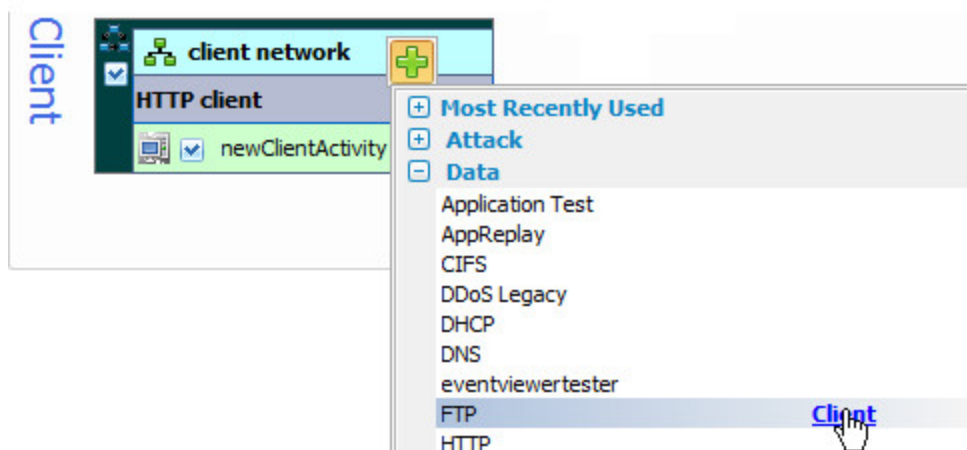 Client
client network
HTTP client
newClientActivity
Most Recently Used
Attack
Data
Application Test
AppReplay
CIFS
DDoS Legacy
DHCP
DNS
eventviewertester
FTP Client
HTTP